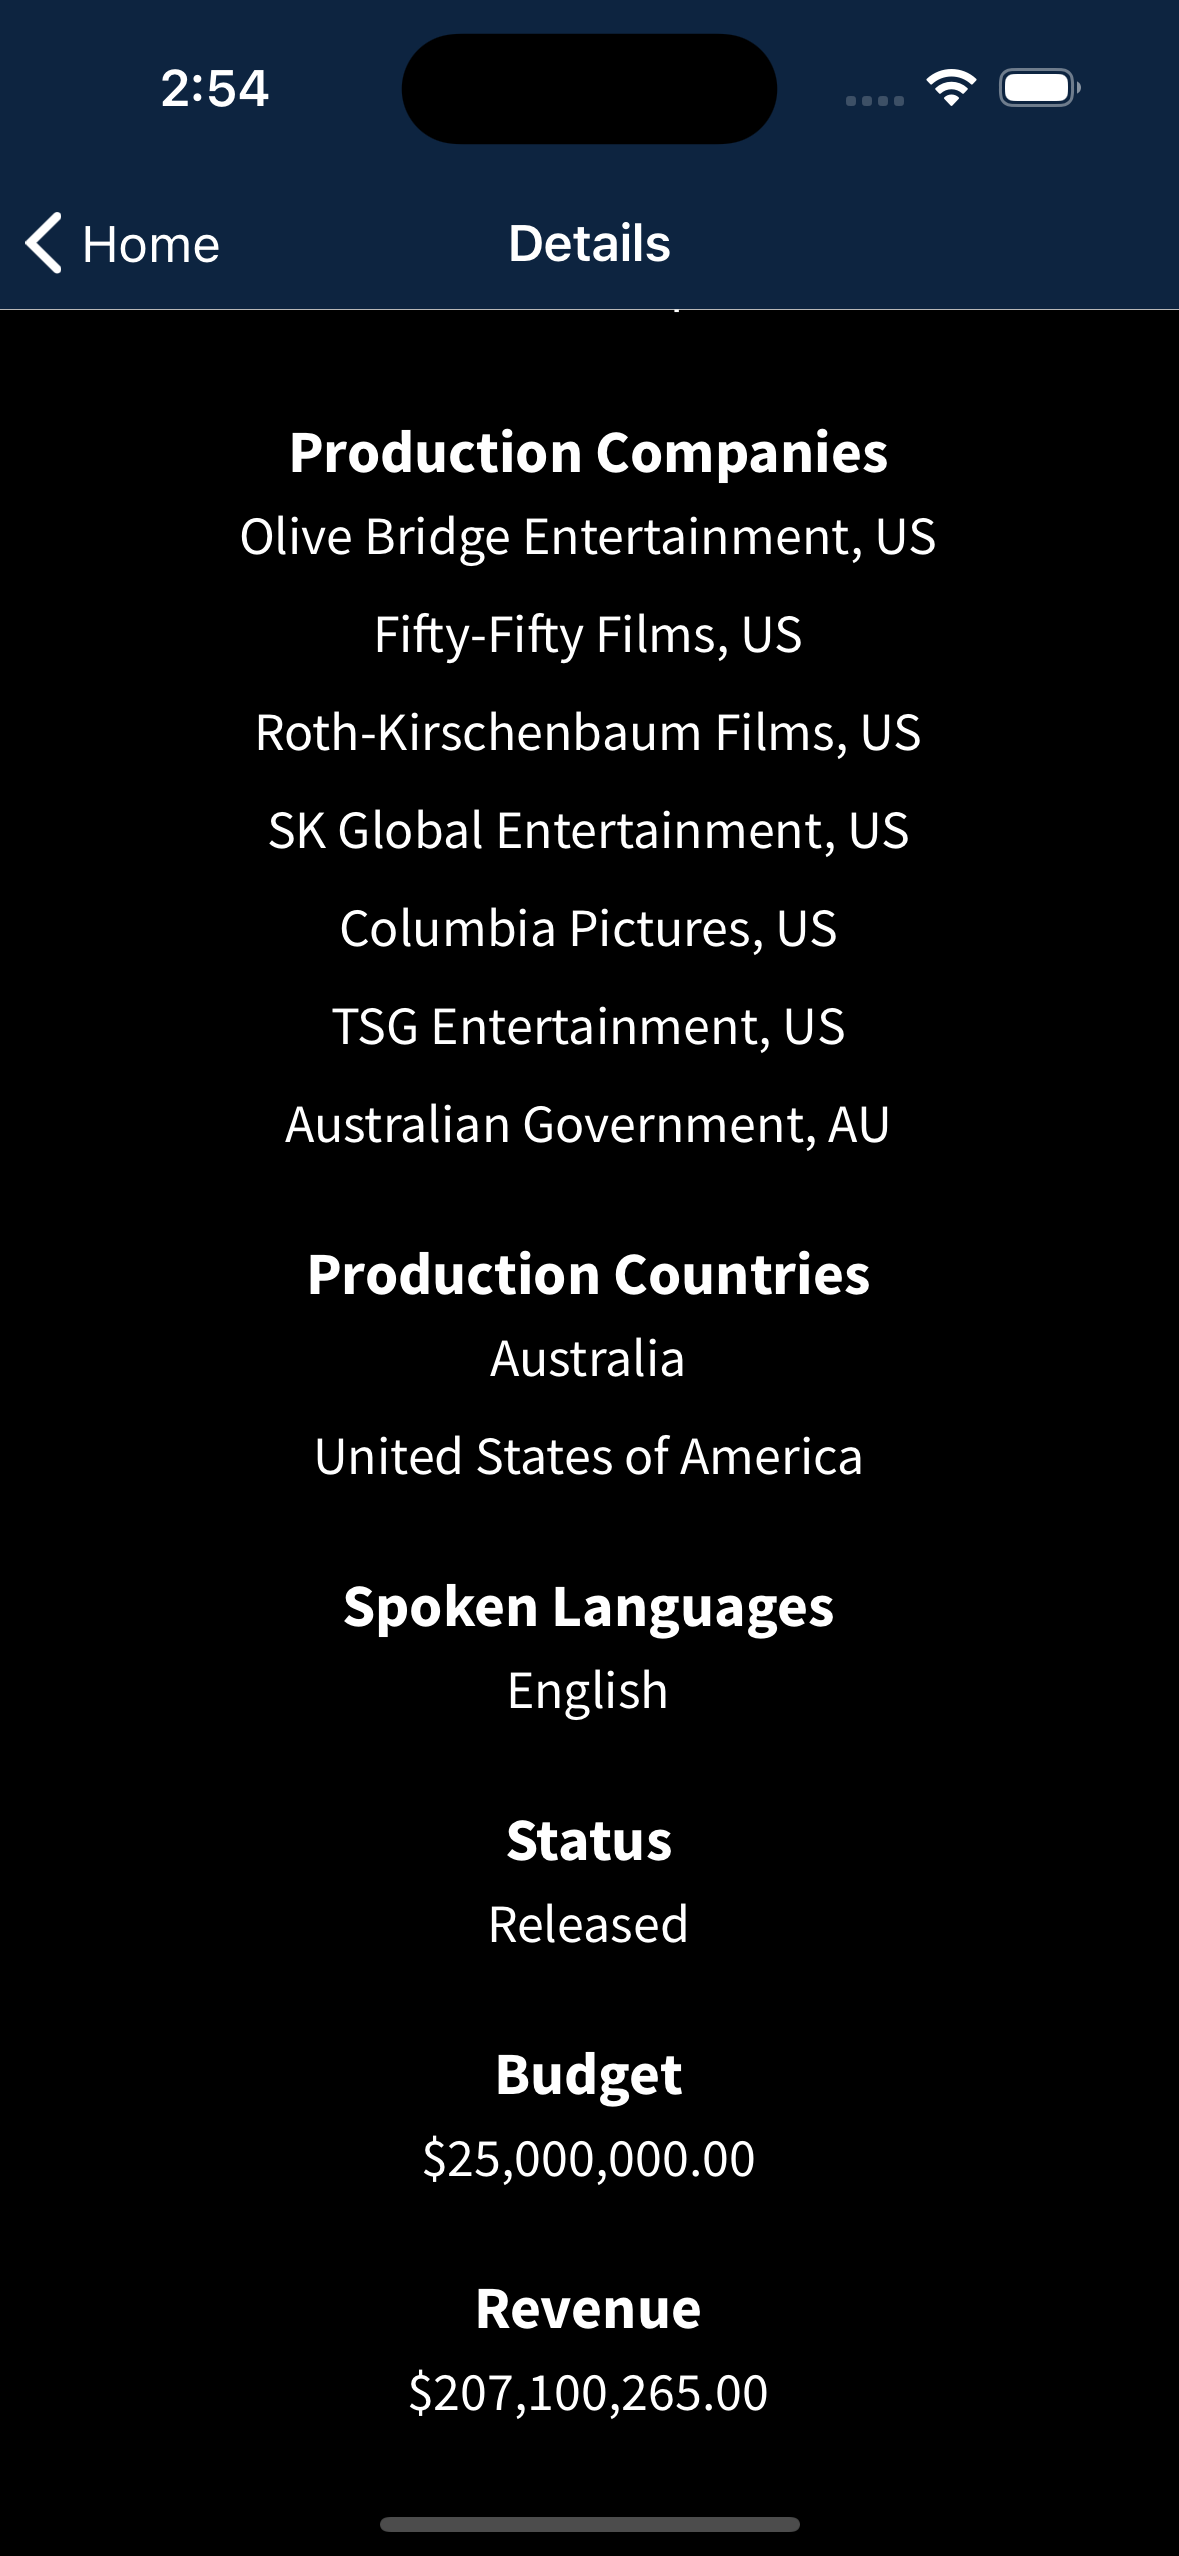 2:54
Home
Details
Production Companies
Olive Bridge Entertainment, US
Fifty-Fifty Films, US
Roth-Kirschenbaum Films, US
SK Global Entertainment, US
Columbia Pictures, US
TSG Entertainment, US
Australian Government, AU
Production Countries
Australia
United States of America
Spoken Languages
English
Status
Released
Budget
$25,000,000.00
Revenue
$207,100,265.00